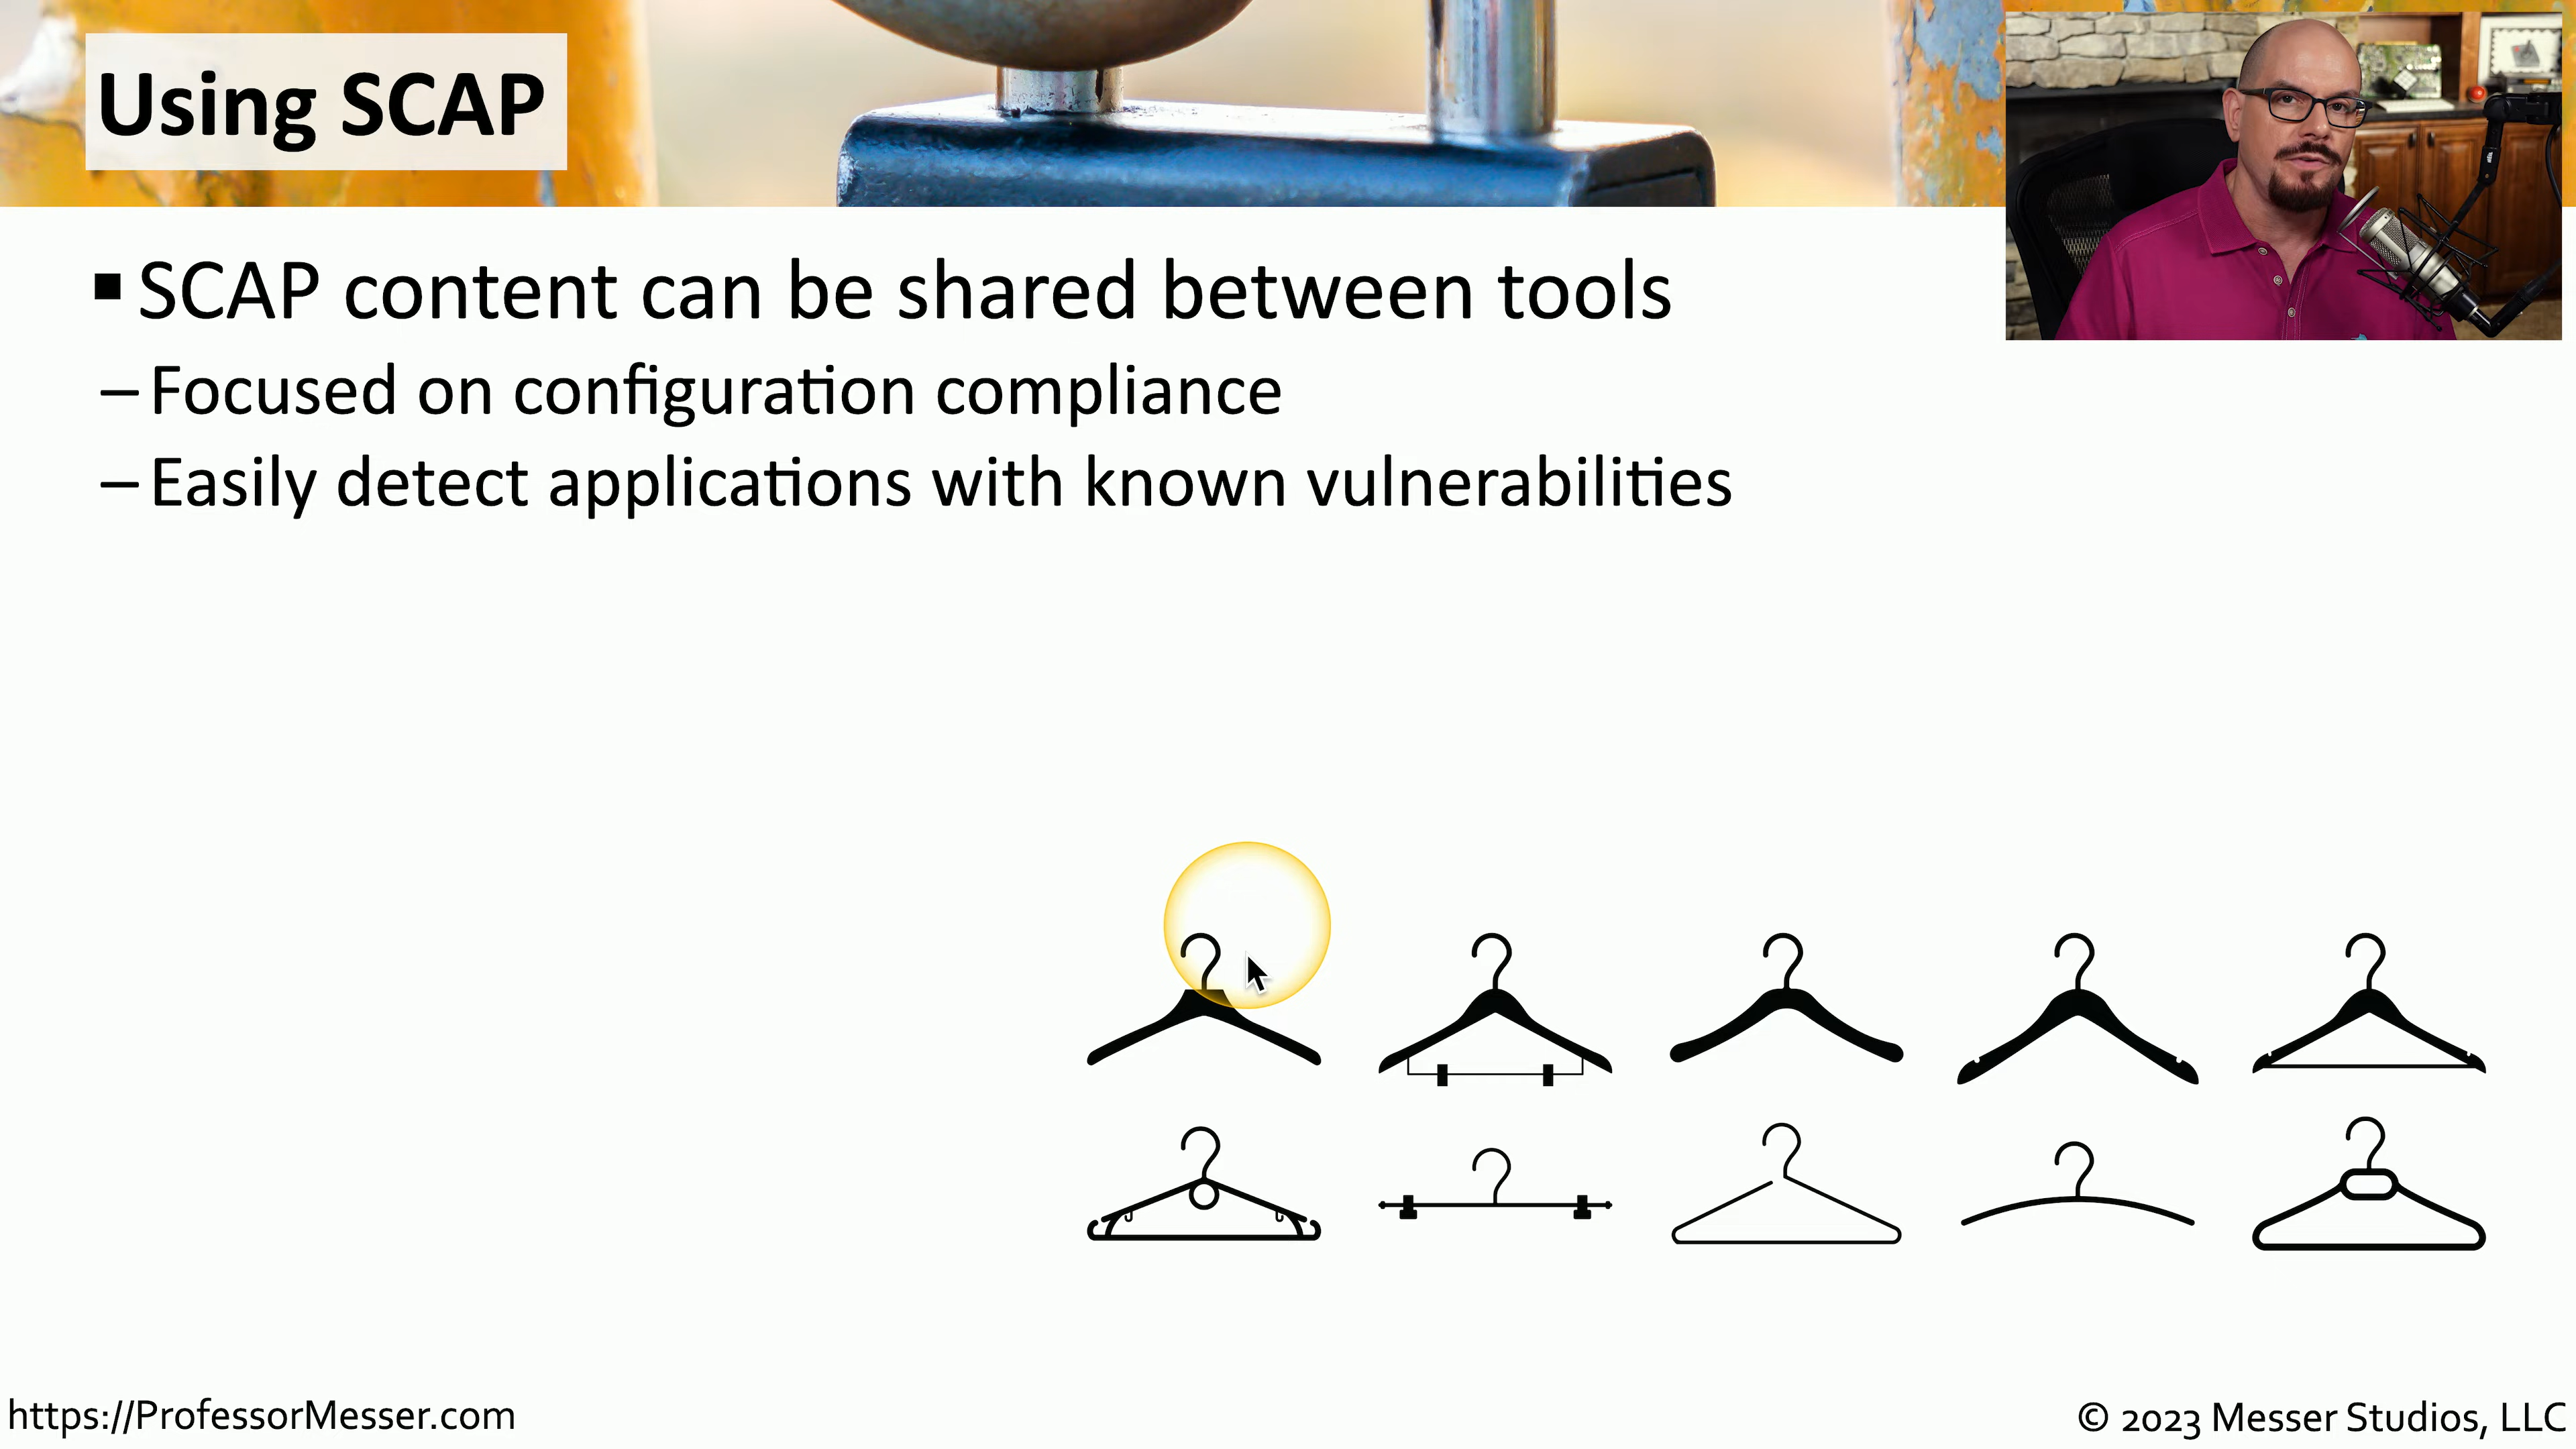 Using SCAP
▪ SCAP content can be shared between tools
– Focused on configuration compliance
– Easily detect applications with known vulnerabilities
https://ProfessorMesser.com
© 2023 Messer Studios, LLC